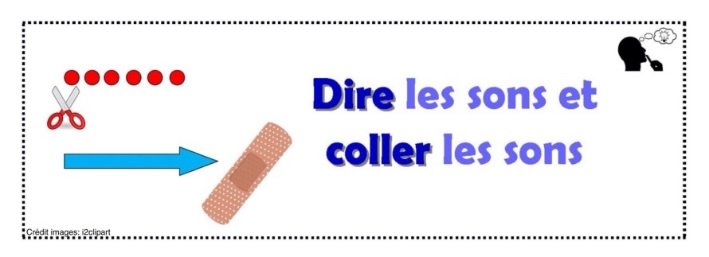 Dire les sons et
coller les sons
Crédit images: i2clipart